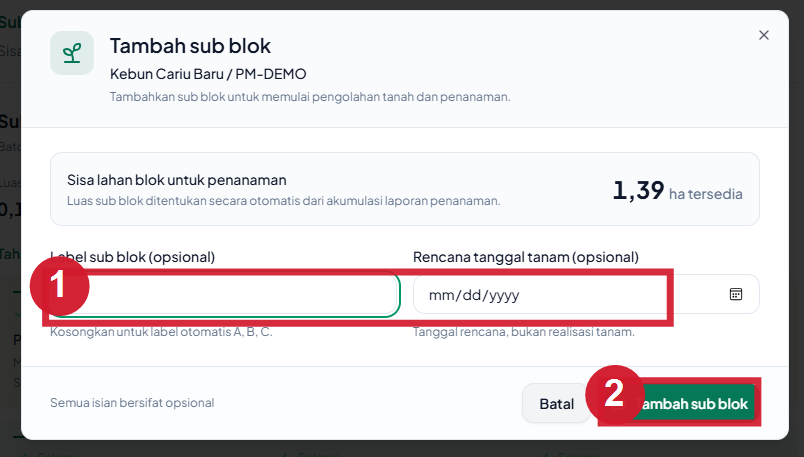 Tambah sub blok
Kebun Cariu Baru / PM-DEMO
Tambahkan sub blok untuk memulai pengolahan tanah dan penanaman.
Sisa lahan blok untuk penanaman
Luas sub blok ditentukan secara otomatis dari akumulasi laporan penanaman.
1,39 ha tersedia
Label sub blok (opsional)
Rencana tanggal tanam (opsional)
1
mm/dd/yyyy
Kosongkan untuk label otomatis A, B, C.
Tanggal rencana, bukan realisasi tanam.
Semua isian bersifat opsional
Batal
2
Tambah sub blok